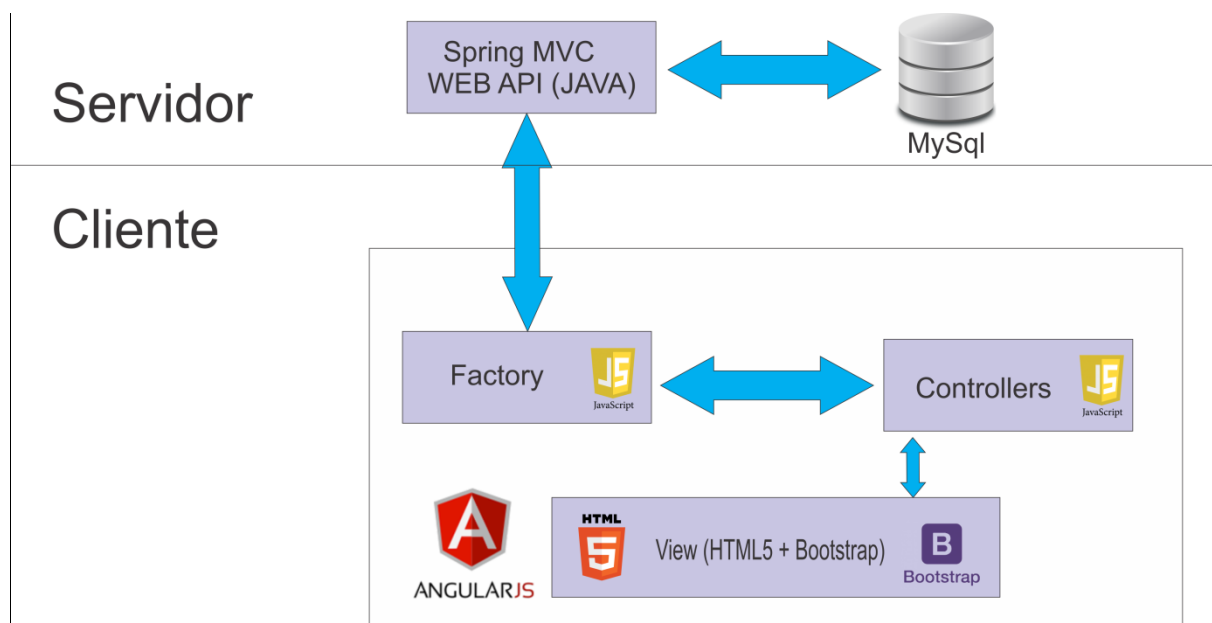 Servidor
Spring MVC
WEB API (JAVA)
MySql
Cliente
Factory
JS
JavaScript
Controllers
JS
JavaScript
ANGULARJS
A
HTML
5
View (HTML5 + Bootstrap)
B
Bootstrap